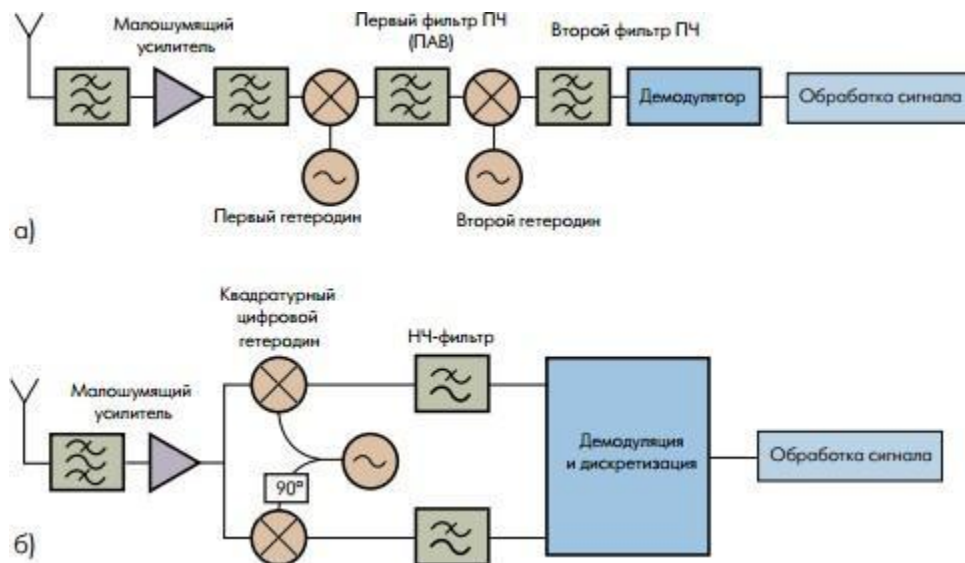 Малошумящий
усилитель
Первый фильтр ПЧ
(ПАВ)
Второй фильтр ПЧ
Демодулятор
Обработка сигнала
Первый гетеродин
Второй гетеродин
а)
Квадратурный
цифровой
гетеродин
НЧ-фильтр
Малошумящий
усилитель
90°
Демодуляция
и дискретизация
Обработка сигнала
б)